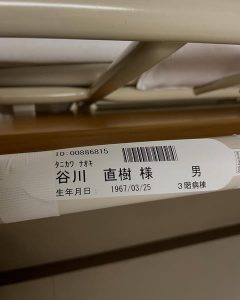 ID:00886815
タニカワ ナオキ
谷川 直樹 様 男
生年月日: 1967/03/25 3階病棟